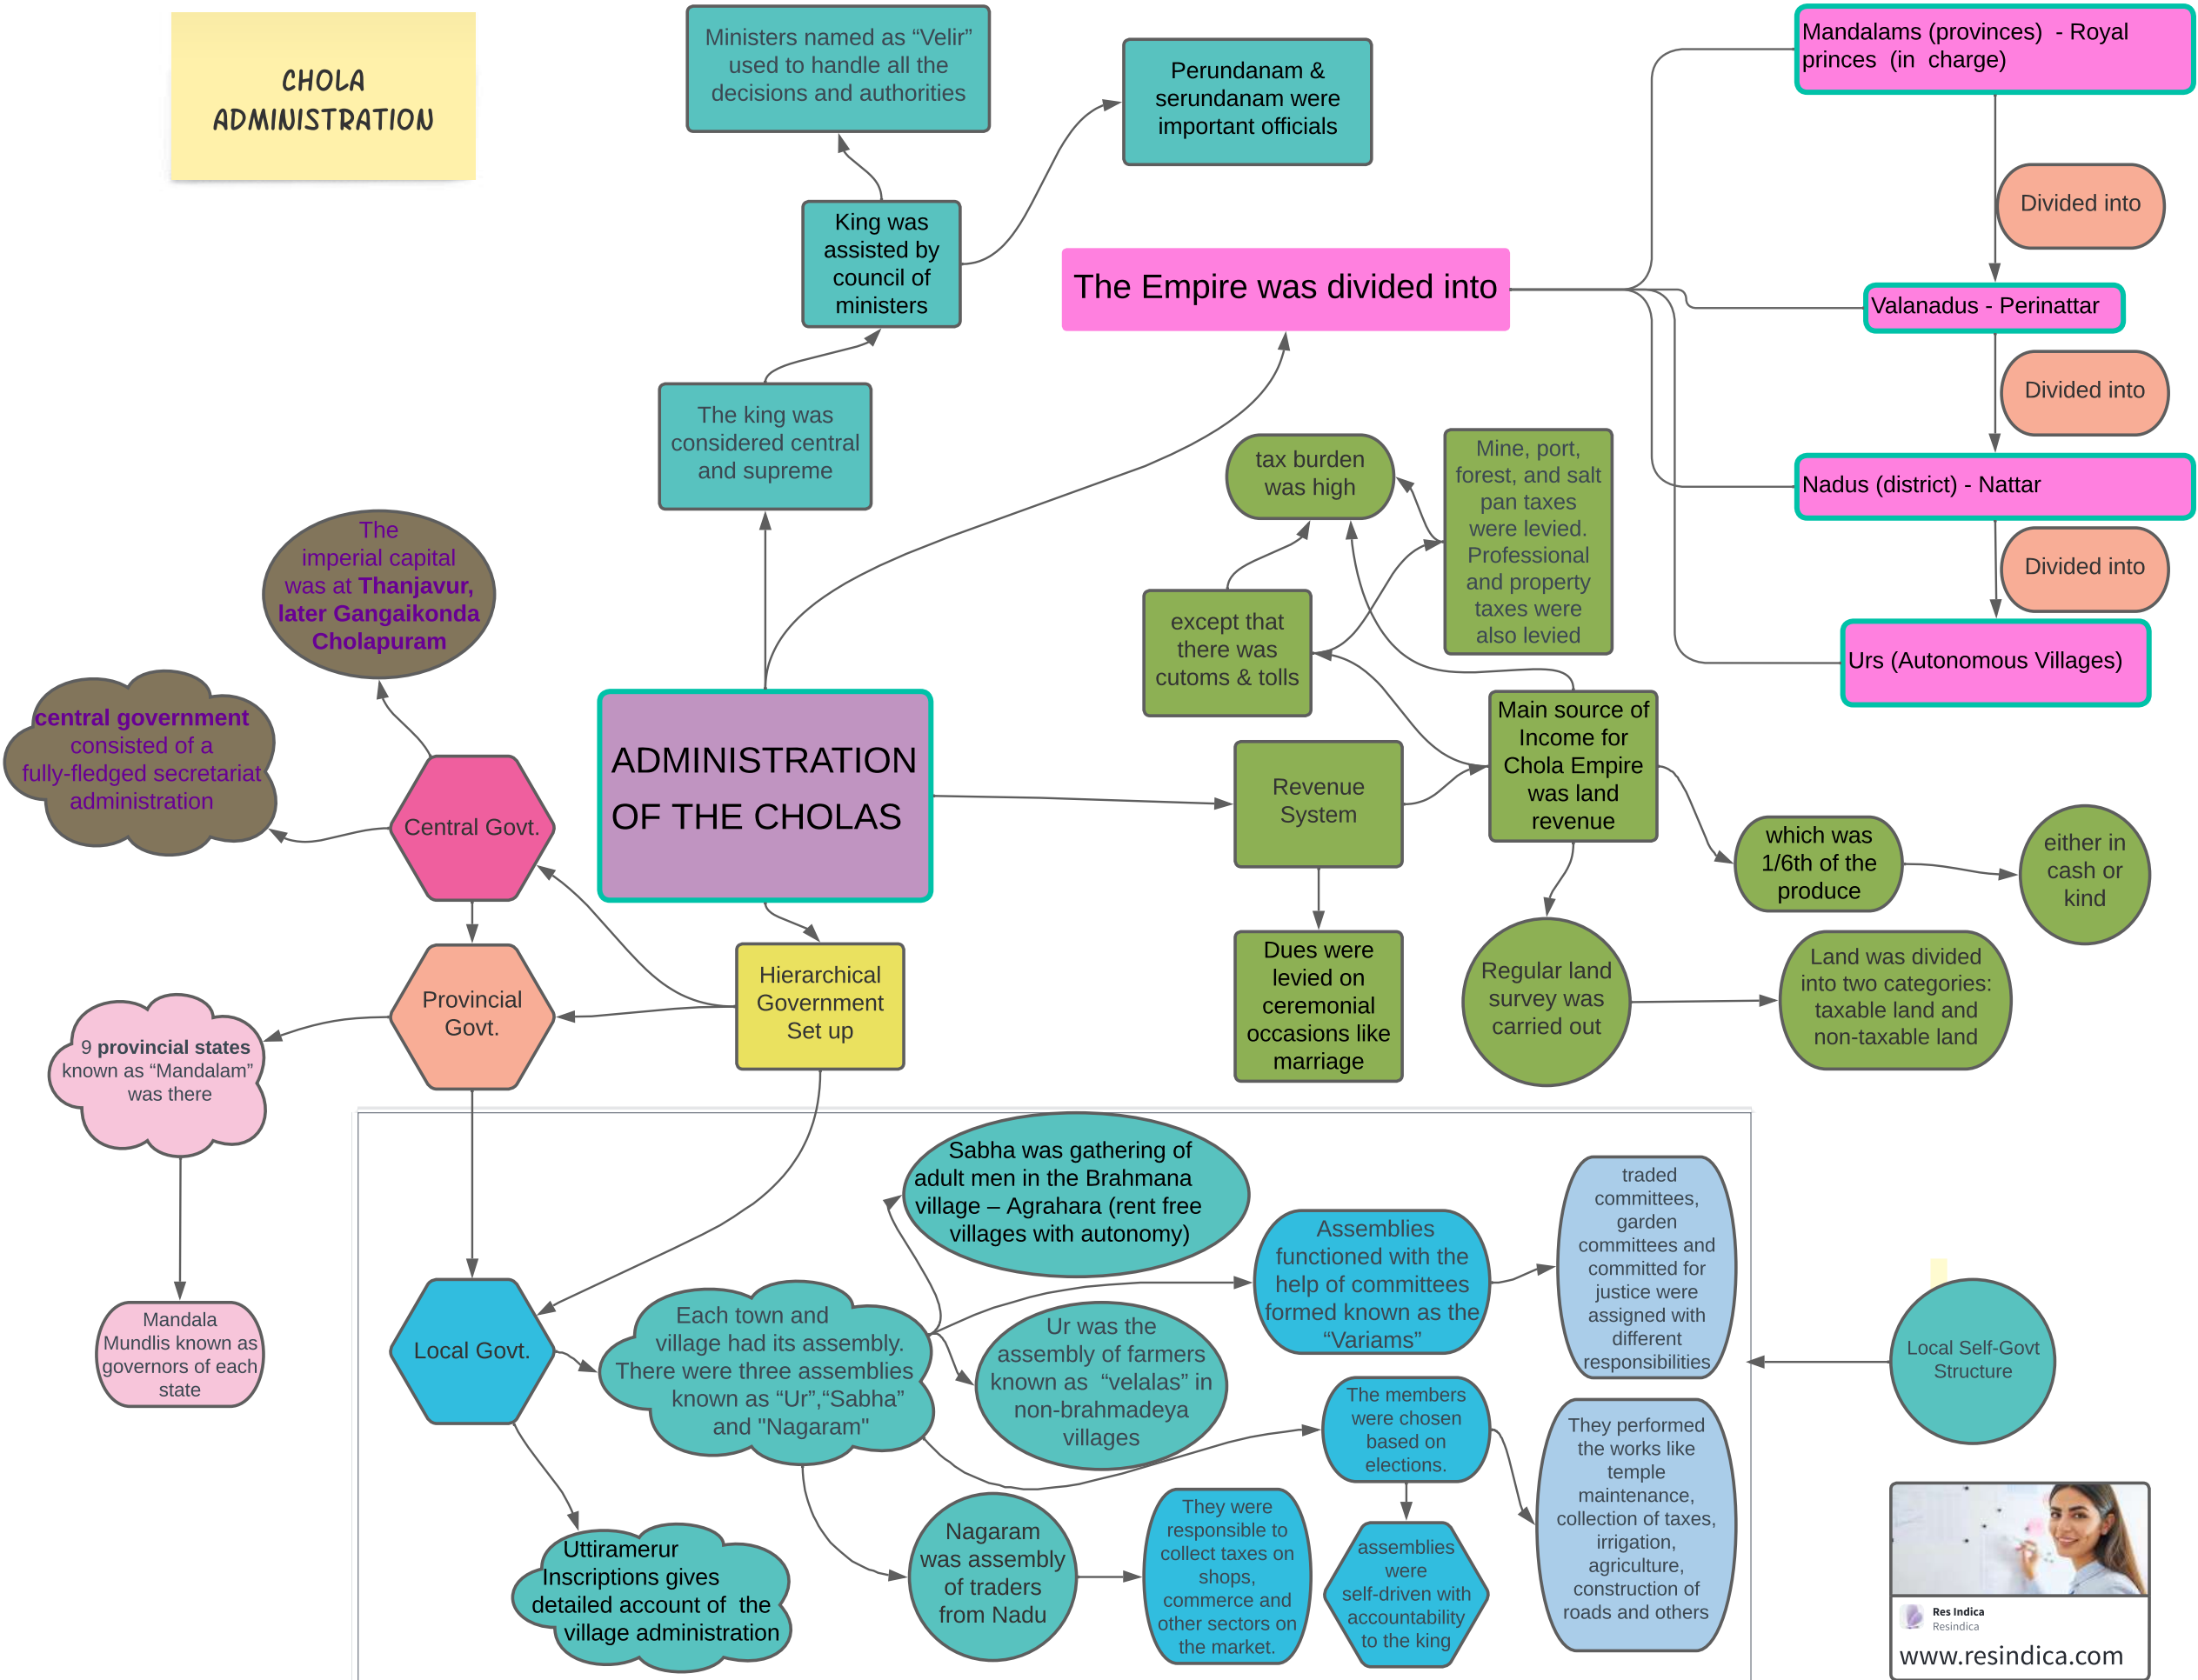 CHOLA
ADMINISTRATION
Ministers named as “Velir”
used to handle all the
decisions and authorities
Perundanam &
serundanam were
important officials
King was
assisted by
council of
ministers
The king was
considered central
and supreme
The Empire was divided into
Mandalams (provinces)  - Royal
princes  (in  charge)
Divided into
Valanadus - Perinattar
Divided into
Nadus (district) - Nattar
Divided into
Urs (Autonomous Villages)
tax burden
was high
Mine, port,
forest, and salt
pan taxes
were levied.
Professional
and property
taxes were
also levied
except that
there was
cutoms & tolls
Main source of
Income for
Chola Empire
was land
revenue
Revenue
System
which was
1/6th of the
produce
either in
cash or
kind
Dues were
levied on
ceremonial
occasions like
marriage
Regular land
survey was
carried out
Land was divided
into two categories:
taxable land and
non-taxable land
The
imperial capital
was at Thanjavur,
later Gangaikonda
Cholapuram
central government
consisted of a
fully-fledged secretariat
administration
Central Govt.
ADMINISTRATION
OF THE CHOLAS
Provincial
Govt.
Hierarchical
Government
Set up
9 provincial states
known as “Mandalam”
was there
Mandala
Mundlis known as
governors of each
state
Local Govt.
Each town and
village had its assembly.
There were three assemblies
known as “Ur”,“Sabha”
and "Nagaram"
Sabha was gathering of
adult men in the Brahmana
village – Agrahara (rent free
villages with autonomy)
Ur was the
assembly of farmers
known as  “velalas” in
non-brahmadeya
villages
Assemblies
functioned with the
help of committees
formed known as the
“Variams”
traded
committees,
garden
committees and
committed for
justice were
assigned with
different
responsibilities
The members
were chosen
based on
elections.
They performed
the works like
temple
maintenance,
collection of taxes,
irrigation,
agriculture,
construction of
roads and others
assemblies
were
self-driven with
accountability
to the king
Nagaram
was assembly
of traders
from Nadu
They were
responsible to
collect taxes on
shops,
commerce and
other sectors on
the market.
Uttiramerur
Inscriptions gives
detailed account of  the
village administration
Local Self-Govt
Structure
Res Indica
Resindica
www.resindica.com